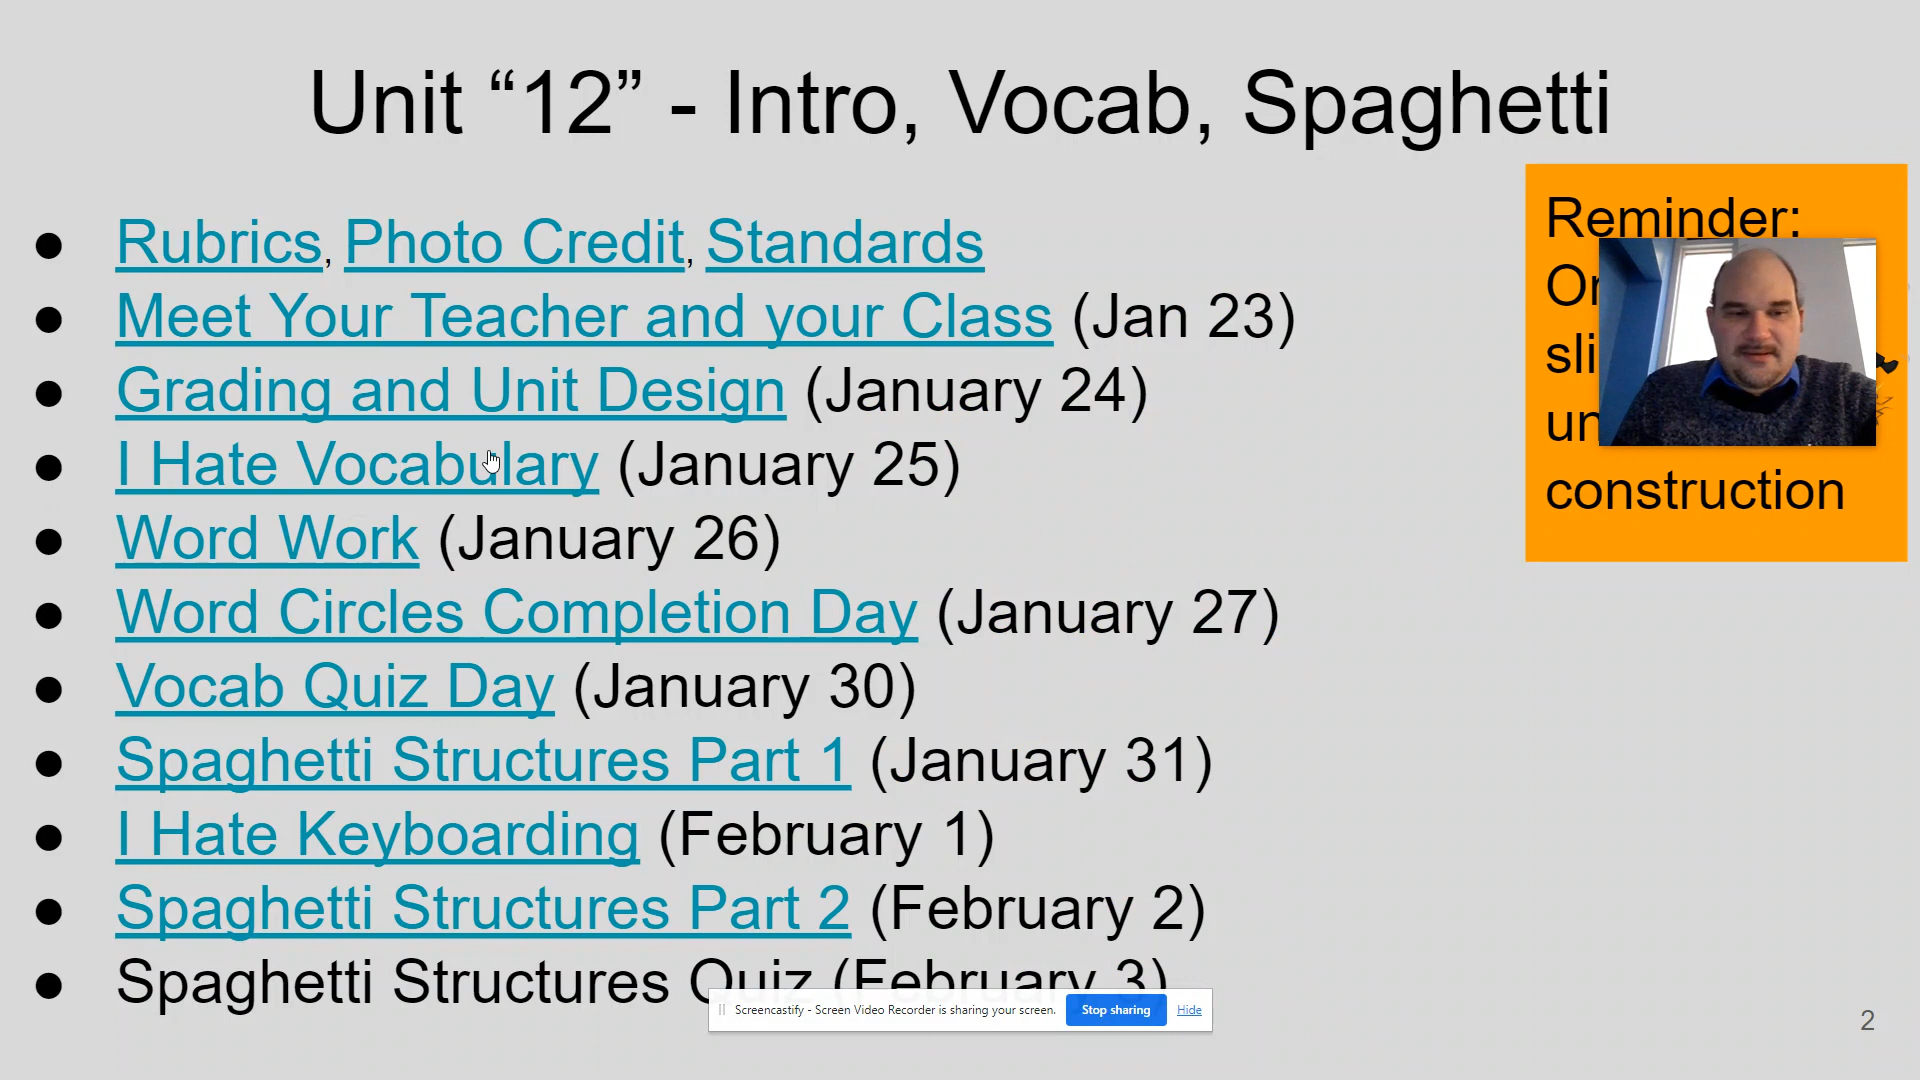 Unit “12” - Intro, Vocab, Spaghetti
● Rubrics, Photo Credit, Standards
● Meet Your Teacher and your Class (Jan 23)
● Grading and Unit Design (January 24)
● I Hate Vocabulary (January 25)
● Word Work (January 26)
● Word Circles Completion Day (January 27)
● Vocab Quiz Day (January 30)
● Spaghetti Structures Part 1 (January 31)
● I Hate Keyboarding (February 1)
● Spaghetti Structures Part 2 (February 2)
● Spaghetti Structures Quiz (February 3)
Reminder:
construction
Screencastify - Screen Video Recorder is sharing your screen.
Stop sharing
Hide
2